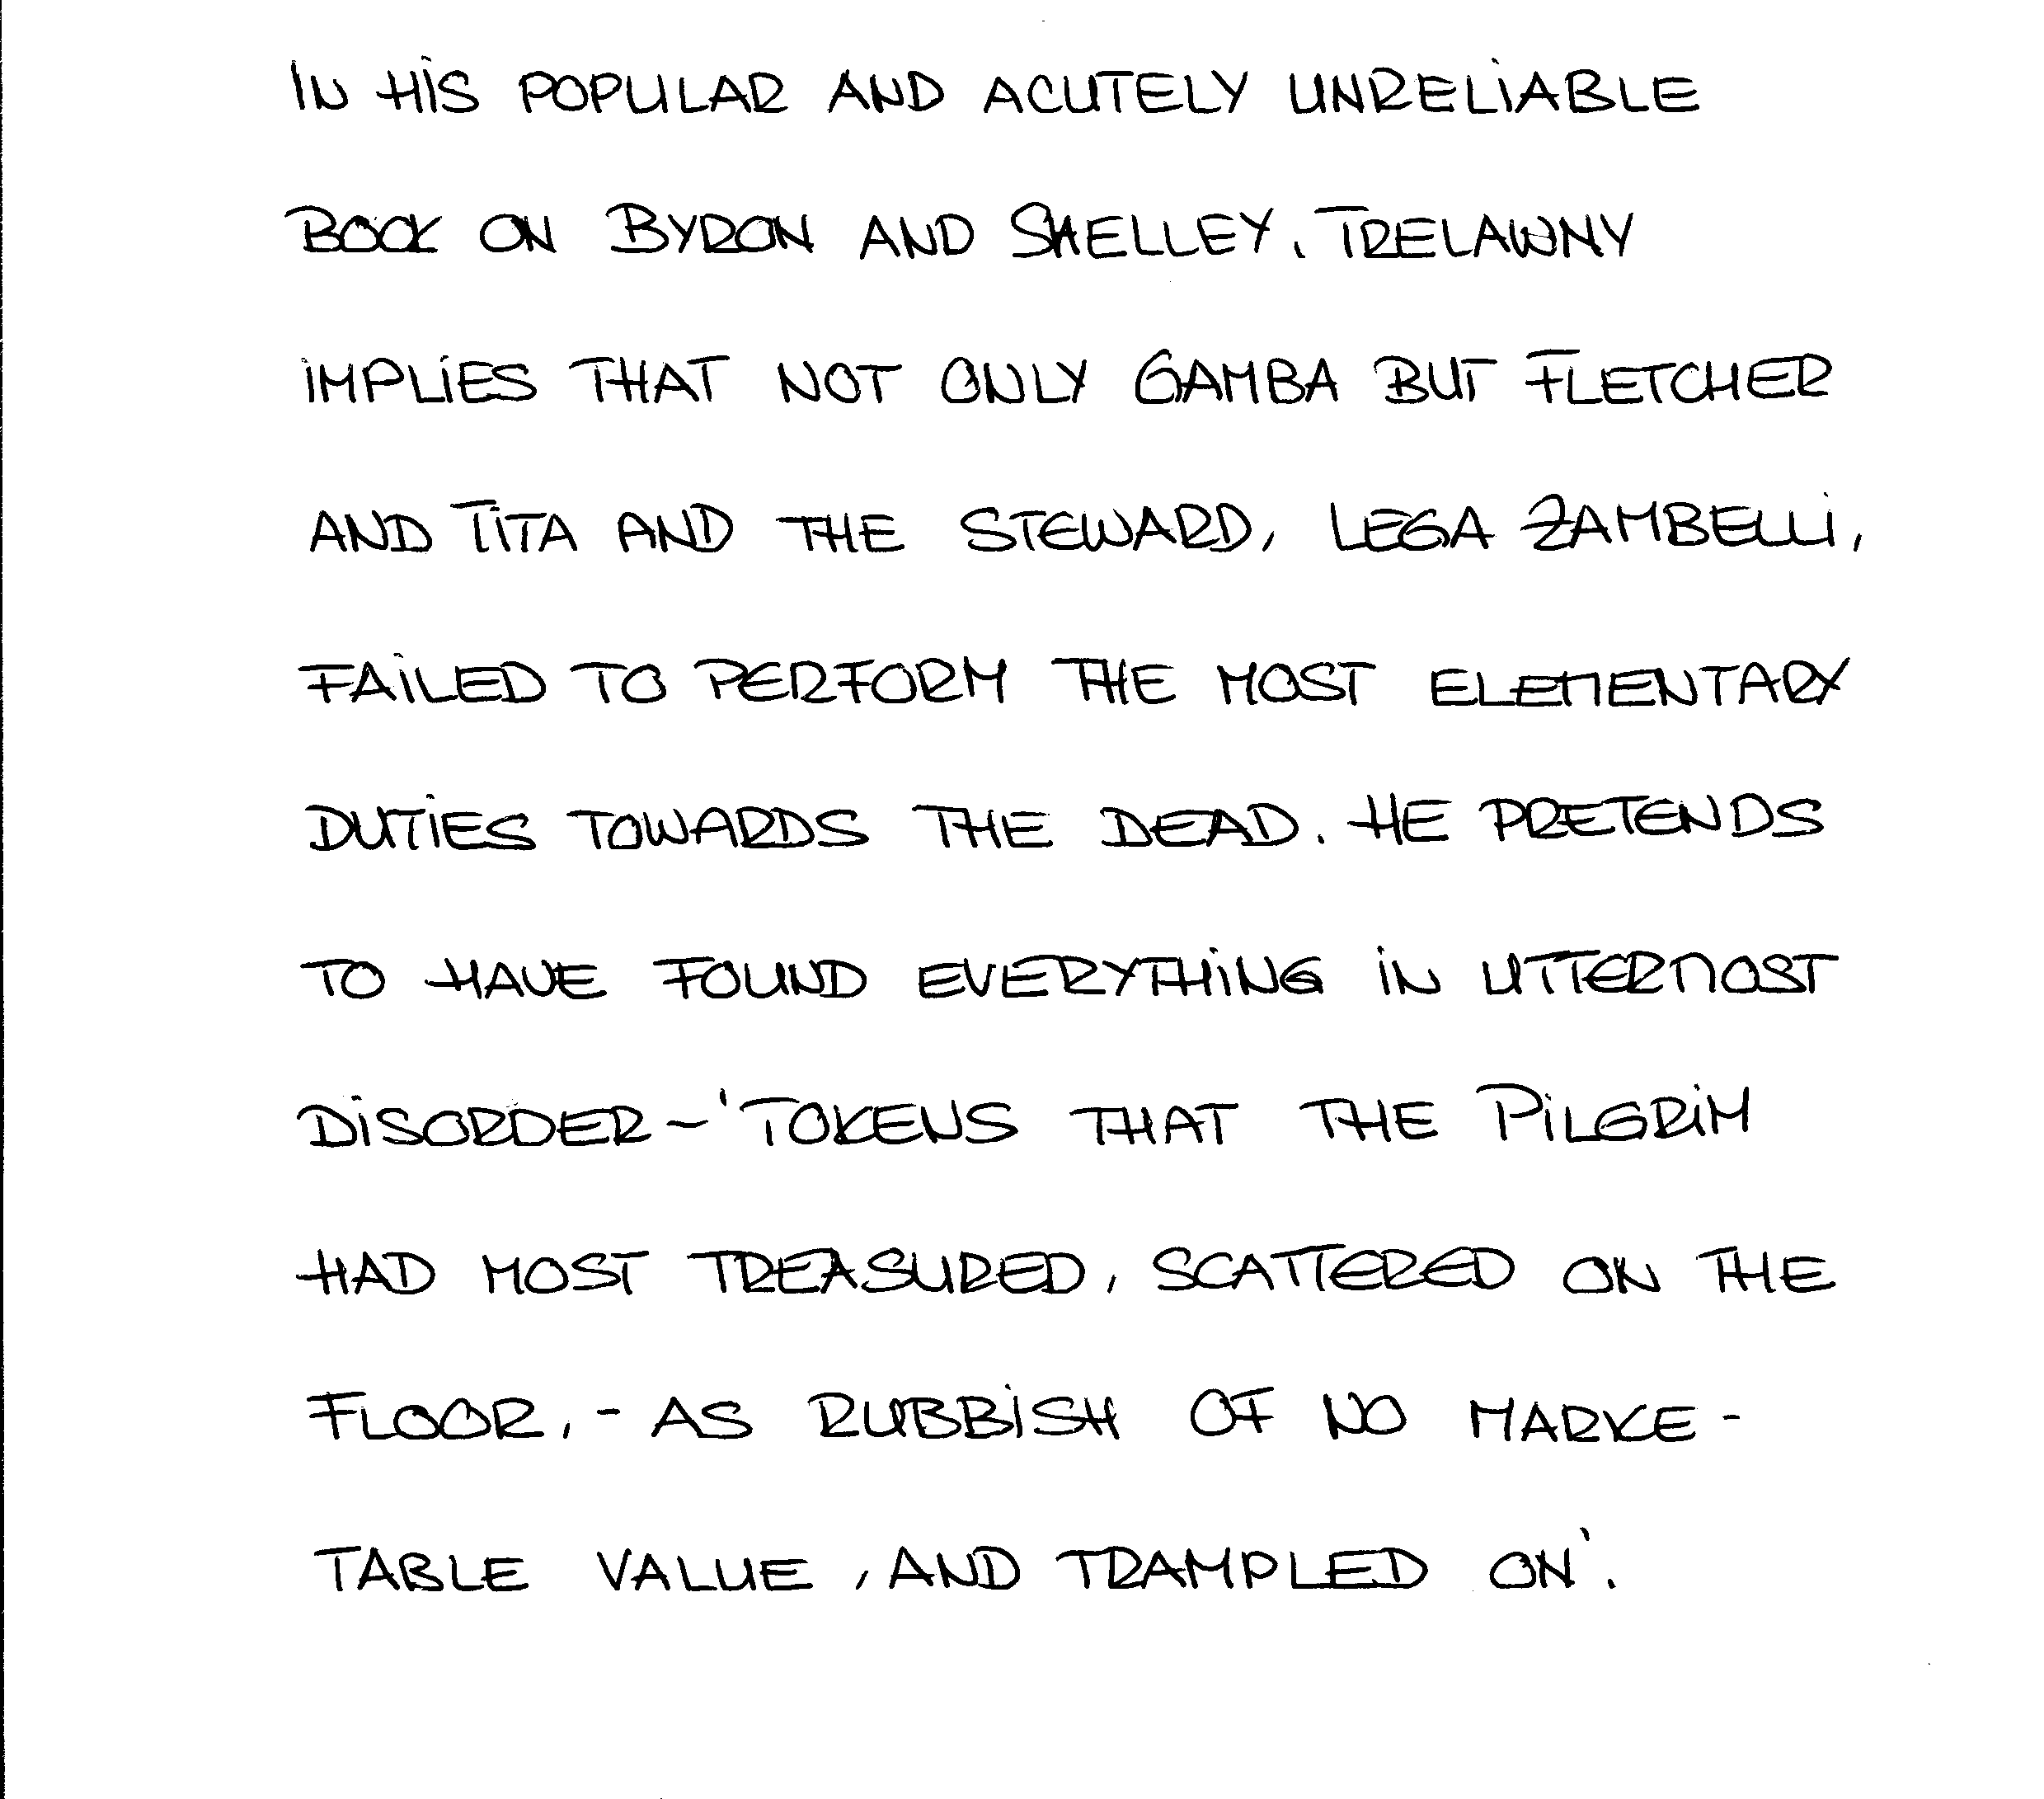 IN HIS POPULAR AND ACUTELY UNRELIABLE
BOOK ON BYRON AND SHELLEY, TRELAWNY
IMPLIES THAT NOT ONLY GAMBA BUT FLETCHER
AND TITA AND THE STEWARD, LEGA ZAMBELLI,
FAILED TO PERFORM THE MOST ELEMENTARY
DUTIES TOWARDS THE DEAD. HE PRETENDS
TO HAVE FOUND EVERYTHING IN UTTERMOST
DISORDER-'TOKENS THAT THE PILGRIM
HAD MOST TREASURED, SCATTERED ON THE
FLOOR,- AS RUBBISH OF NO MARKE-
TABLE VALUE, AND TRAMPLED ON'.